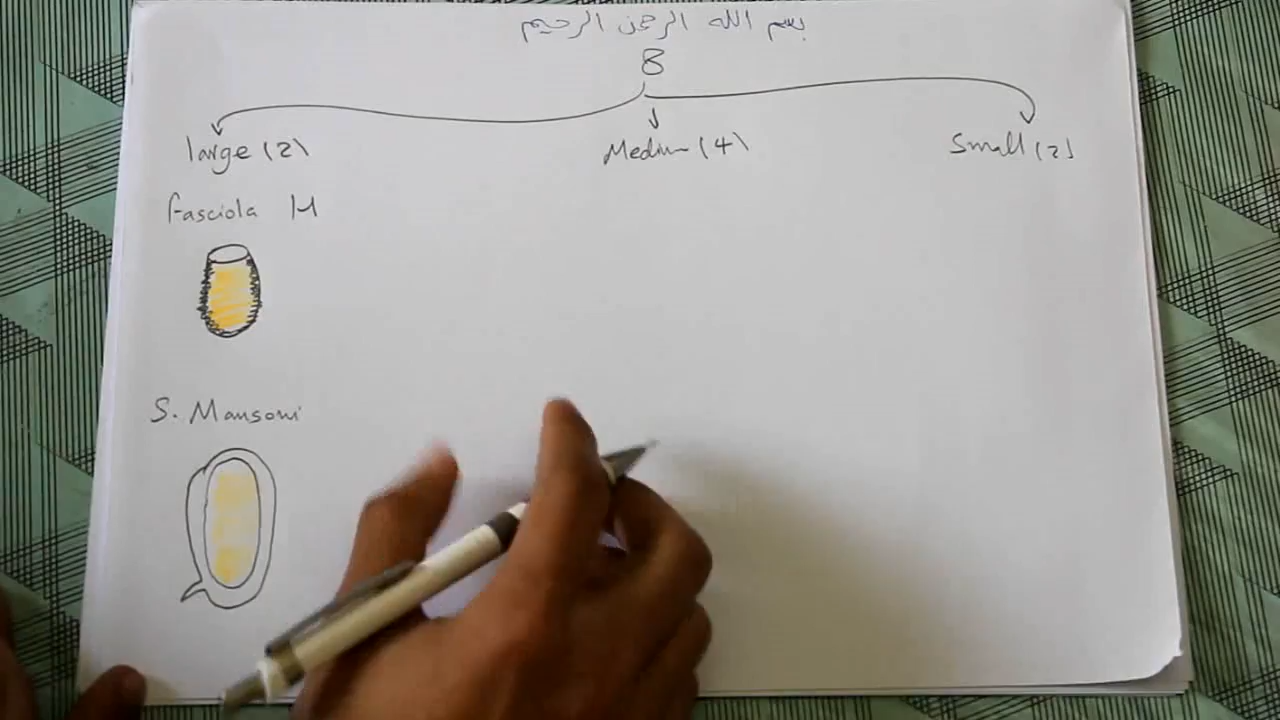 بسم الله الرحمن الرحيم
8
large (2)
Medium (4)
Small (2)
Fasciola H
S. Mansoni